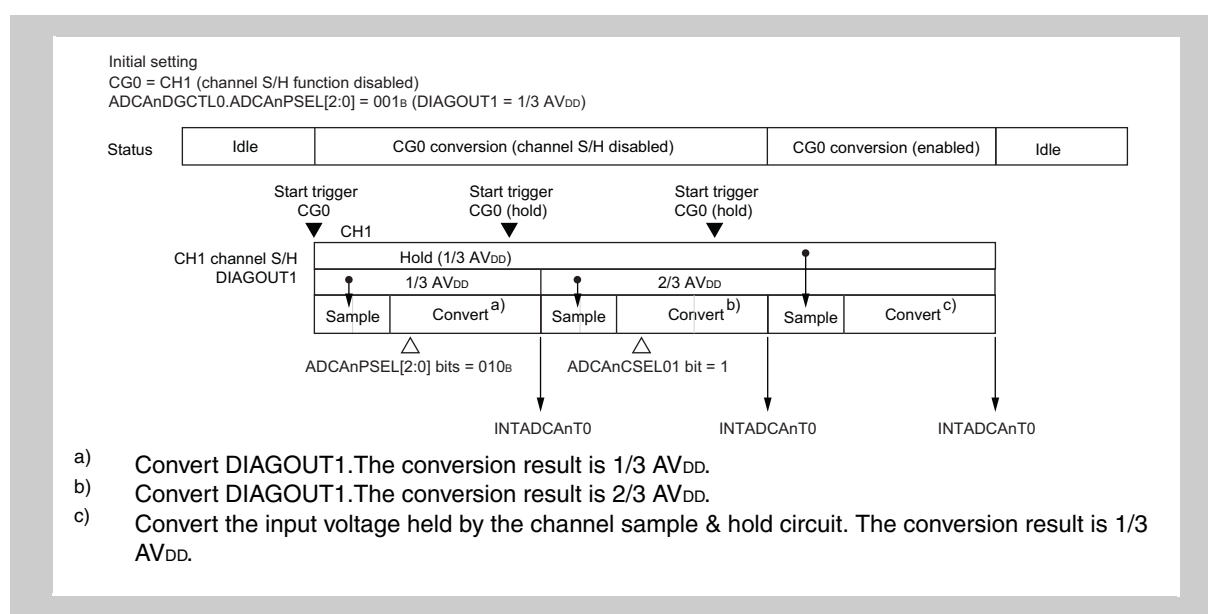 Initial setting
CG0 = CH1 (channel S/H function disabled)
ADCAnDGCTL0.ADCAnPSEL[2:0] = 001B (DIAGOUT1 = 1/3 AVDD)
Status
Idle
CG0 conversion (channel S/H disabled)
CG0 conversion (enabled)
Idle
Start trigger
CG0
Start trigger
CG0 (hold)
Start trigger
CG0 (hold)
CH1
CH1 channel S/H
Hold (1/3 AVDD)
DIAGOUT1
1/3 AVDD
2/3 AVDD
Sample
Convert a)
Sample
Convert b)
Sample
Convert c)
ADCAnPSEL[2:0] bits = 010B
ADCAnCSEL01 bit = 1
INTADCAnT0
INTADCAnT0
INTADCAnT0
a) Convert DIAGOUT1.The conversion result is 1/3 AVDD.
b) Convert DIAGOUT1.The conversion result is 2/3 AVDD.
c) Convert the input voltage held by the channel sample & hold circuit. The conversion result is 1/3
AVDD.